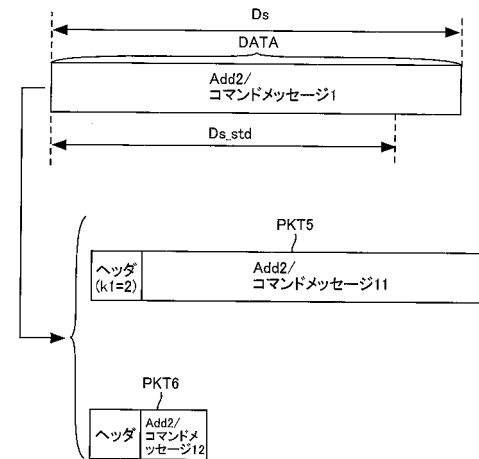 Ds
DATA
Add2/
コマンドメッセージ1
Ds_std
PKT5
ヘッダ
(k1=2)
Add2/
コマンドメッセージ11
PKT6
ヘッダ
Add2/
コマンドメ
ッセージ12